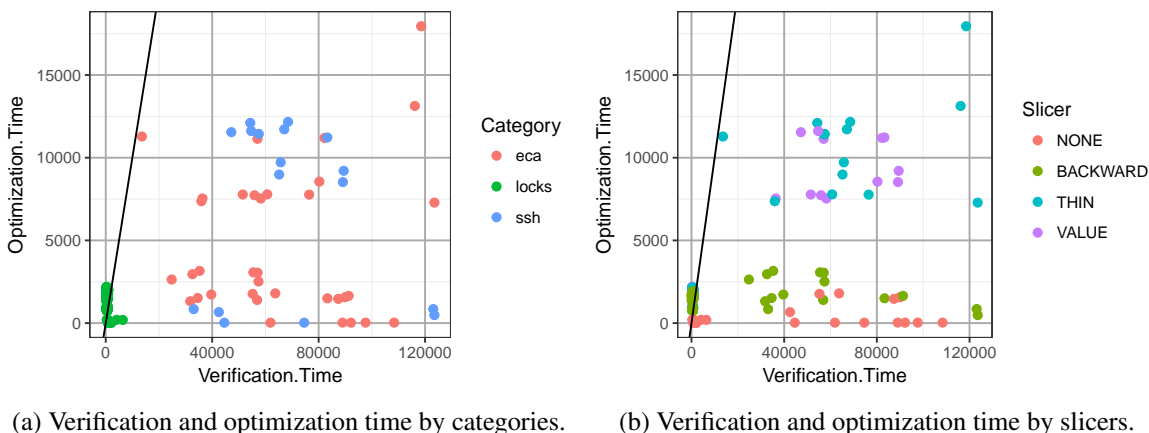 15000
10000
5000
0
Optimization.Time
0
40000
80000
120000
Verification.Time
Category
eca
locks
ssh
(a) Verification and optimization time by categories.
15000
10000
5000
0
Optimization.Time
0
40000
80000
120000
Verification.Time
Slicer
NONE
BACKWARD
THIN
VALUE
(b) Verification and optimization time by slicers.